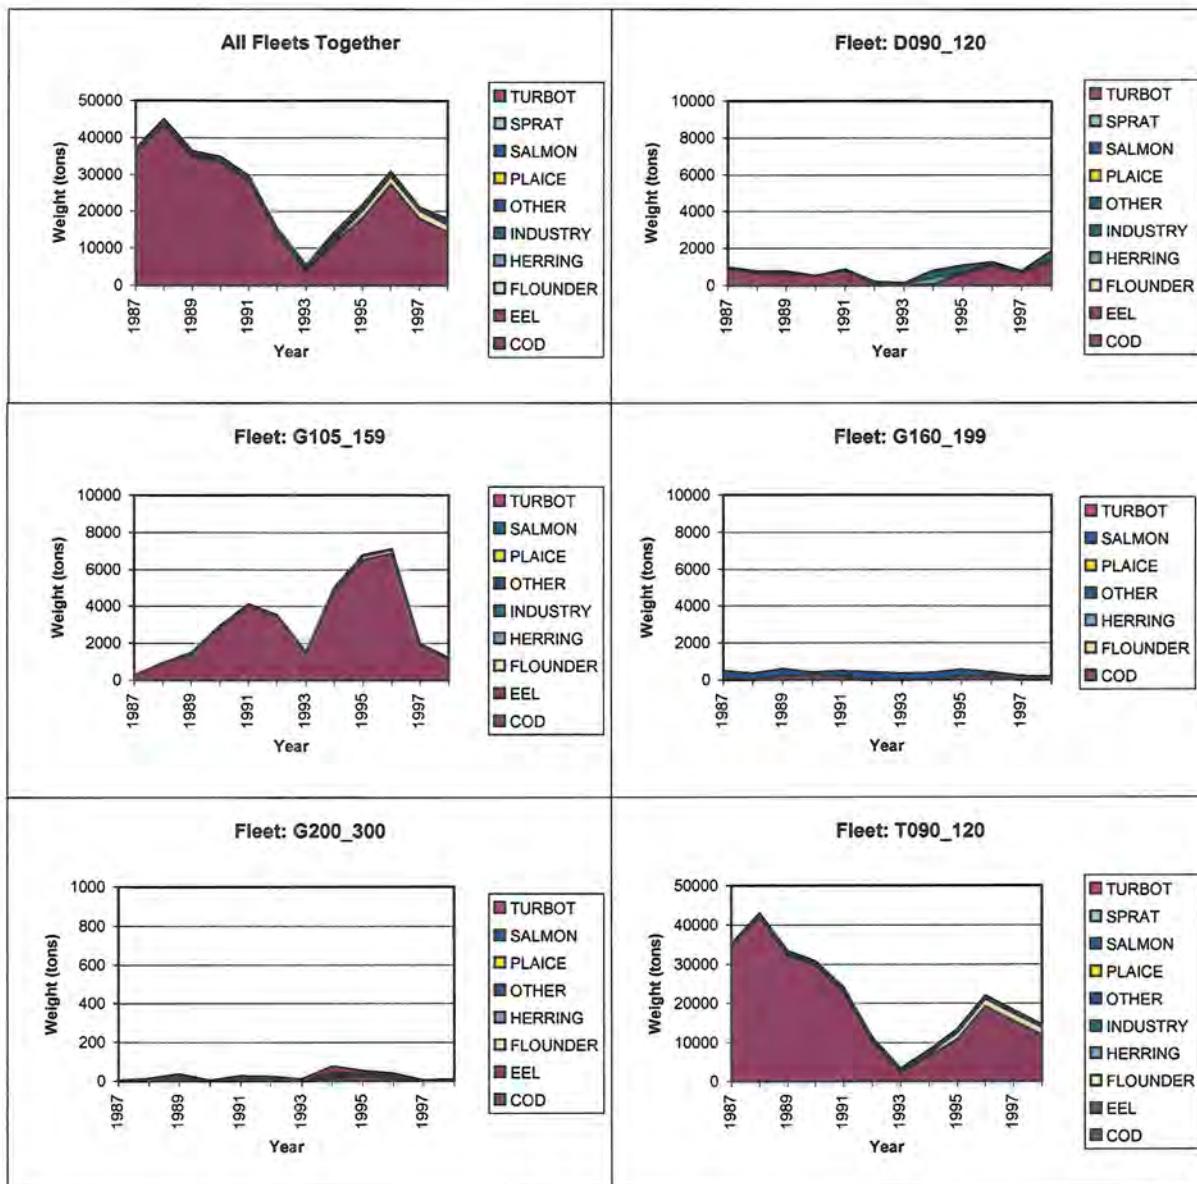 All Fleets Together
Weight (tons)
50000
40000
30000
20000
10000
0
1987
1989
1991
1993
1995
1997
Year
TURBOT
SPRAT
SALMON
PLAICE
OTHER
INDUSTRY
HERRING
FLOUNDER
EEL
COD
Fleet: D090_120
Weight (tons)
10000
8000
6000
4000
2000
0
1987
1989
1991
1993
1995
1997
Year
TURBOT
SPRAT
SALMON
PLAICE
OTHER
INDUSTRY
HERRING
FLOUNDER
EEL
COD
Fleet: G105_159
Weight (tons)
10000
8000
6000
4000
2000
0
1987
1989
1991
1993
1995
1997
Year
TURBOT
SALMON
PLAICE
OTHER
INDUSTRY
HERRING
FLOUNDER
EEL
COD
Fleet: G160_199
Weight (tons)
10000
8000
6000
4000
2000
0
1987
1989
1991
1993
1995
1997
Year
TURBOT
SALMON
PLAICE
OTHER
HERRING
FLOUNDER
COD
Fleet: G200_300
Weight (tons)
1000
800
600
400
200
0
1987
1989
1991
1993
1995
1997
Year
TURBOT
SALMON
PLAICE
OTHER
HERRING
FLOUNDER
EEL
COD
Fleet: T090_120
Weight (tons)
50000
40000
30000
20000
10000
0
1987
1989
1991
1993
1995
1997
Year
TURBOT
SPRAT
SALMON
PLAICE
OTHER
INDUSTRY
HERRING
FLOUNDER
EEL
COD